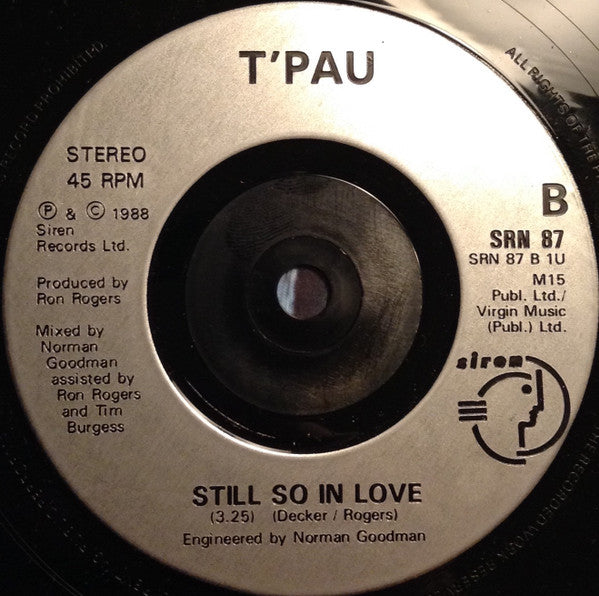 T'PAU
STEREO
45 RPM
Ⓟ & © 1988
Siren
Records Ltd.
Produced by
Ron Rogers
Mixed by
Norman
Goodman
assisted by
Ron Rogers
and Tim
Burgess
B
SRN 87
SRN 87 B 1U
M15
Publ. Ltd./
Virgin Music
(Publ.) Ltd.
siren
STILL SO IN LOVE
(3.25) (Decker / Rogers)
Engineered by Norman Goodman
ALL RIGHTS OF THE
RECORD PROHIBITED.